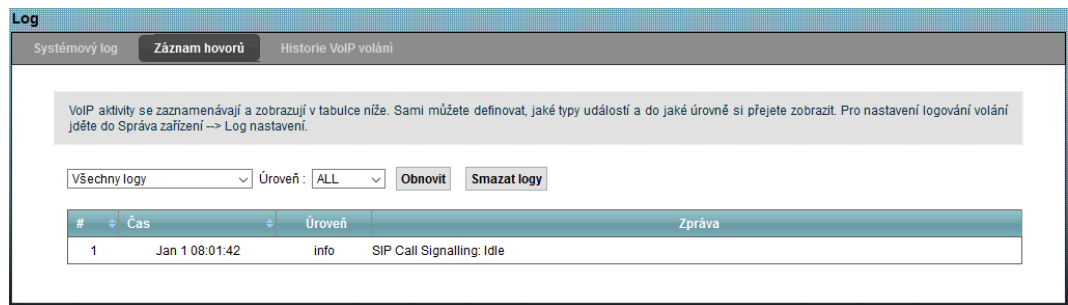 Log
Systémový log Záznam hovorů Historie VoIP volání
VoIP aktivity se zaznamenávají a zobrazují v tabulce níže. Sami můžete definovat, jaké typy událostí a do jaké úrovně si přejete zobrazit. Pro nastavení logování volání
jděte do Správa zařízení --> Log nastavení.
Všechny logy Úroveň : ALL Obnovit Smazat logy
# Čas Úroveň Zpráva
1 Jan 1 08:01:42 info SIP Call Signalling: Idle